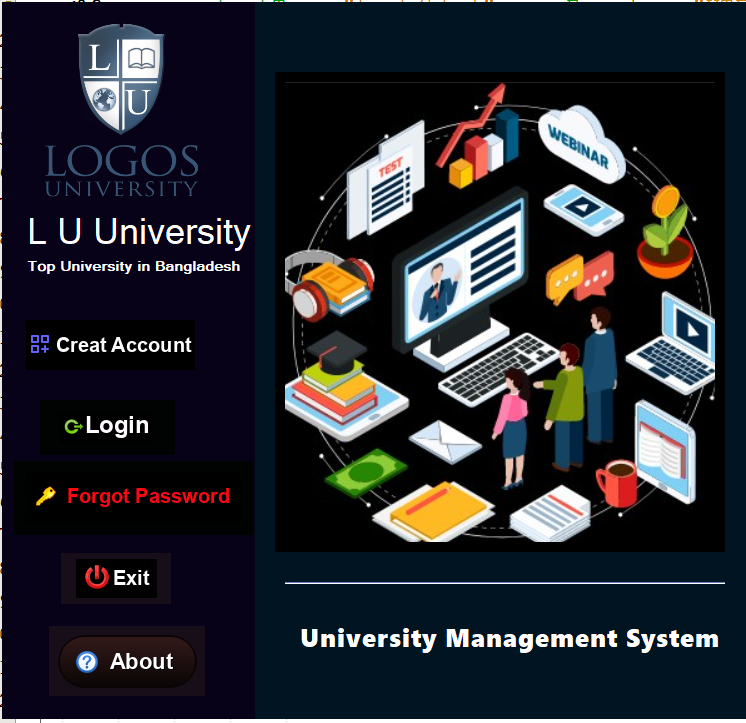 L
U
LOGOS
UNIVERSITY
L U University
Top University in Bangladesh
Creat Account
Login
Forgot Password
Exit
? About
TEST
WEBINAR
University Management System